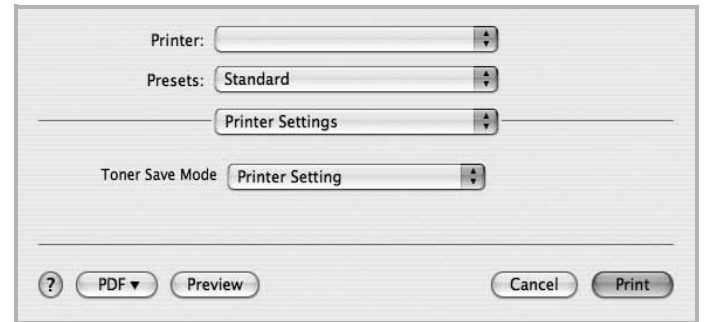 Printer:
Presets: Standard
Printer Settings
Toner Save Mode Printer Setting
? PDF ▼ Preview Cancel Print